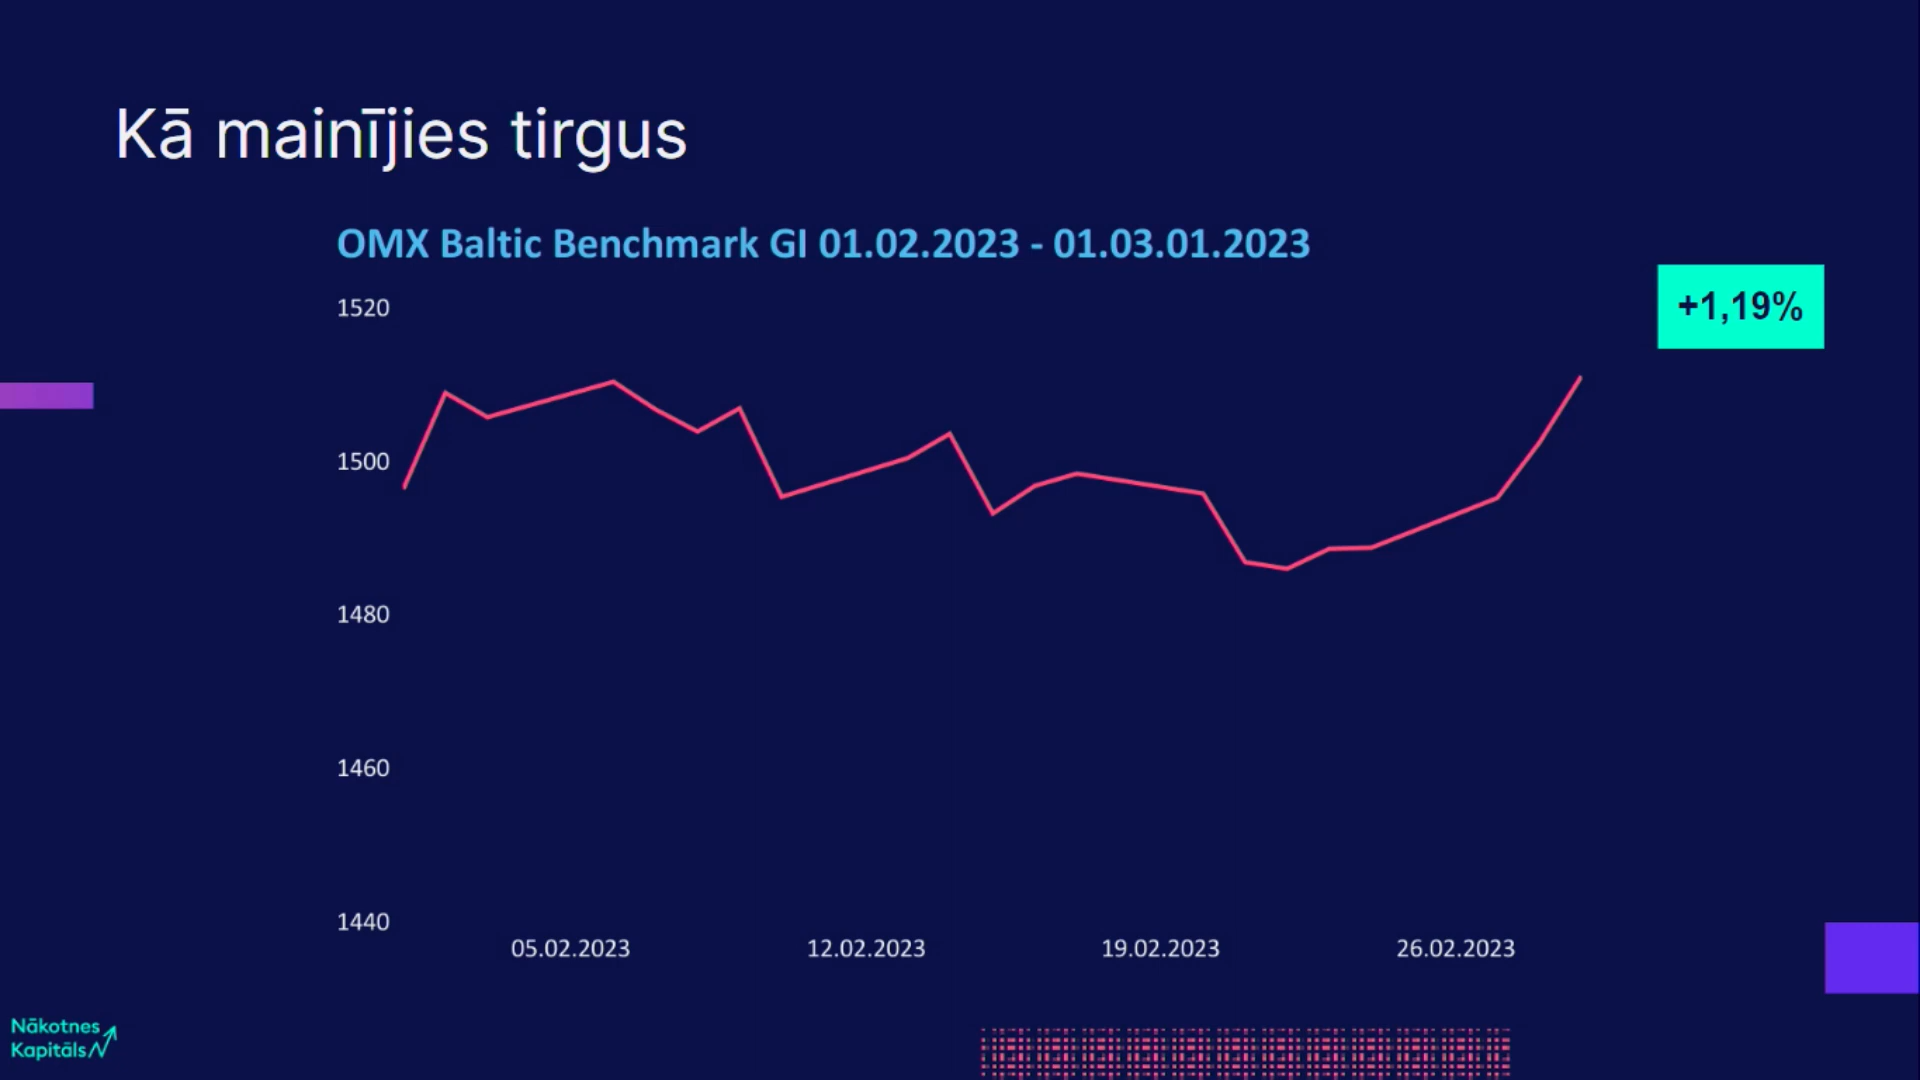 Kā mainījies tirgus
OMX Baltic Benchmark GI 01.02.2023 - 01.03.01.2023
+1,19%
1520
1500
1480
1460
1440
05.02.2023 12.02.2023 19.02.2023 26.02.2023
Nākotnes
Kapitāls